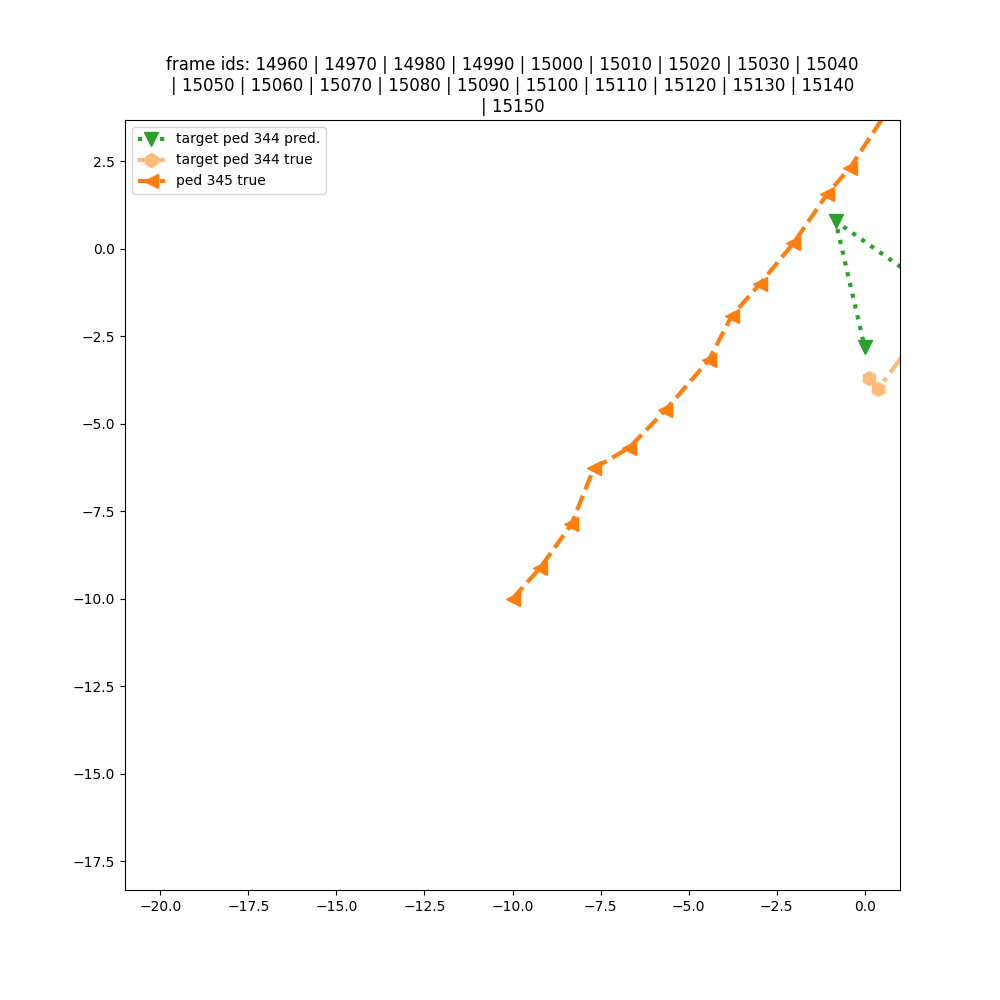 frame ids: 14960 | 14970 | 14980 | 14990 | 15000 | 15010 | 15020 | 15030 | 15040
| 15050 | 15060 | 15070 | 15080 | 15090 | 15100 | 15110 | 15120 | 15130 | 15140
| 15150
target ped 344 pred.
target ped 344 true
ped 345 true
2.5
0.0
−2.5
−5.0
−7.5
−10.0
−12.5
−15.0
−17.5
−20.0 −17.5 −15.0 −12.5 −10.0 −7.5 −5.0 −2.5 0.0